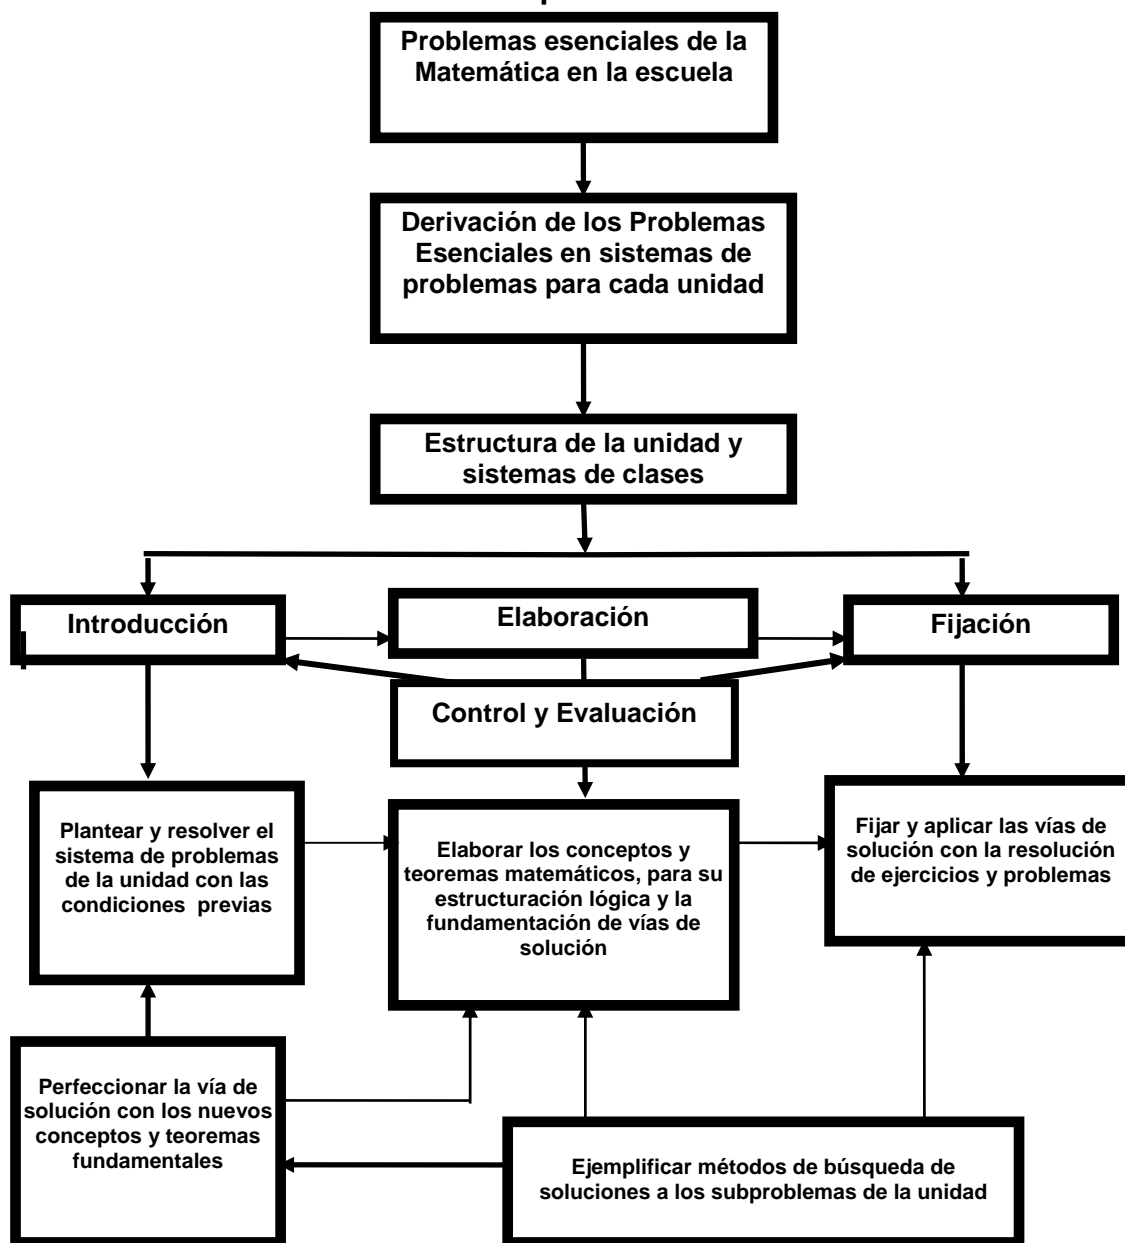 Problemas esenciales de la
Matemática en la escuela
Derivación de los Problemas
Esenciales en sistemas de
problemas para cada unidad
Estructura de la unidad y
sistemas de clases
Introducción
Elaboración
Fijación
Control y Evaluación
Plantear y resolver el
sistema de problemas
de la unidad con las
condiciones previas
Elaborar los conceptos y
teoremas matemáticos, para su
estructuración lógica y la
fundamentación de vías de
solución
Fijar y aplicar las vías de
solución con la resolución
de ejercicios y problemas
Perfeccionar la vía de
solución con los nuevos
conceptos y teoremas
fundamentales
Ejemplificar métodos de búsqueda de
soluciones a los subproblemas de la unidad